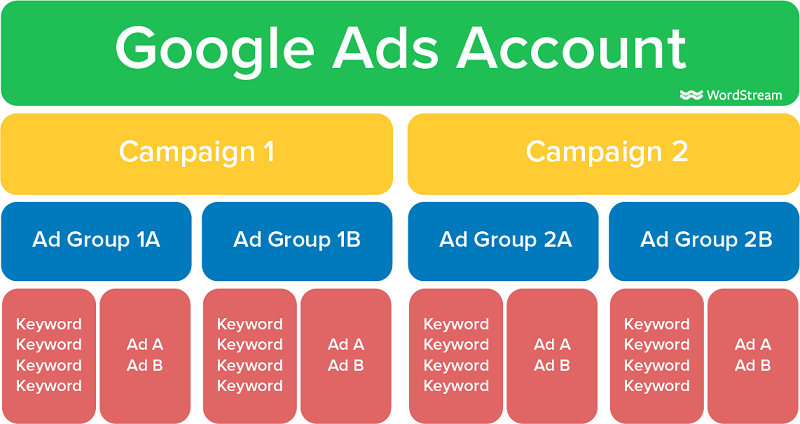 Google Ads Account
WordStream
Campaign 1
Campaign 2
Ad Group 1A
Ad Group 1B
Ad Group 2A
Ad Group 2B
Keyword
Keyword
Keyword
Keyword
Ad A
Ad B
Keyword
Keyword
Keyword
Keyword
Ad A
Ad B
Keyword
Keyword
Keyword
Keyword
Ad A
Ad B
Keyword
Keyword
Keyword
Keyword
Ad A
Ad B